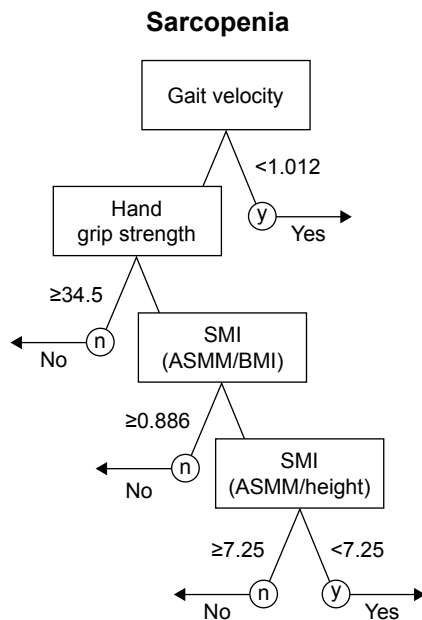 Sarcopenia
Gait velocity
<1.012
y
Yes
Hand
grip strength
≥34.5
n
No
SMI
(ASMM/BMI)
≥0.886
n
No
SMI
(ASMM/height)
≥7.25
<7.25
n
y
No
Yes